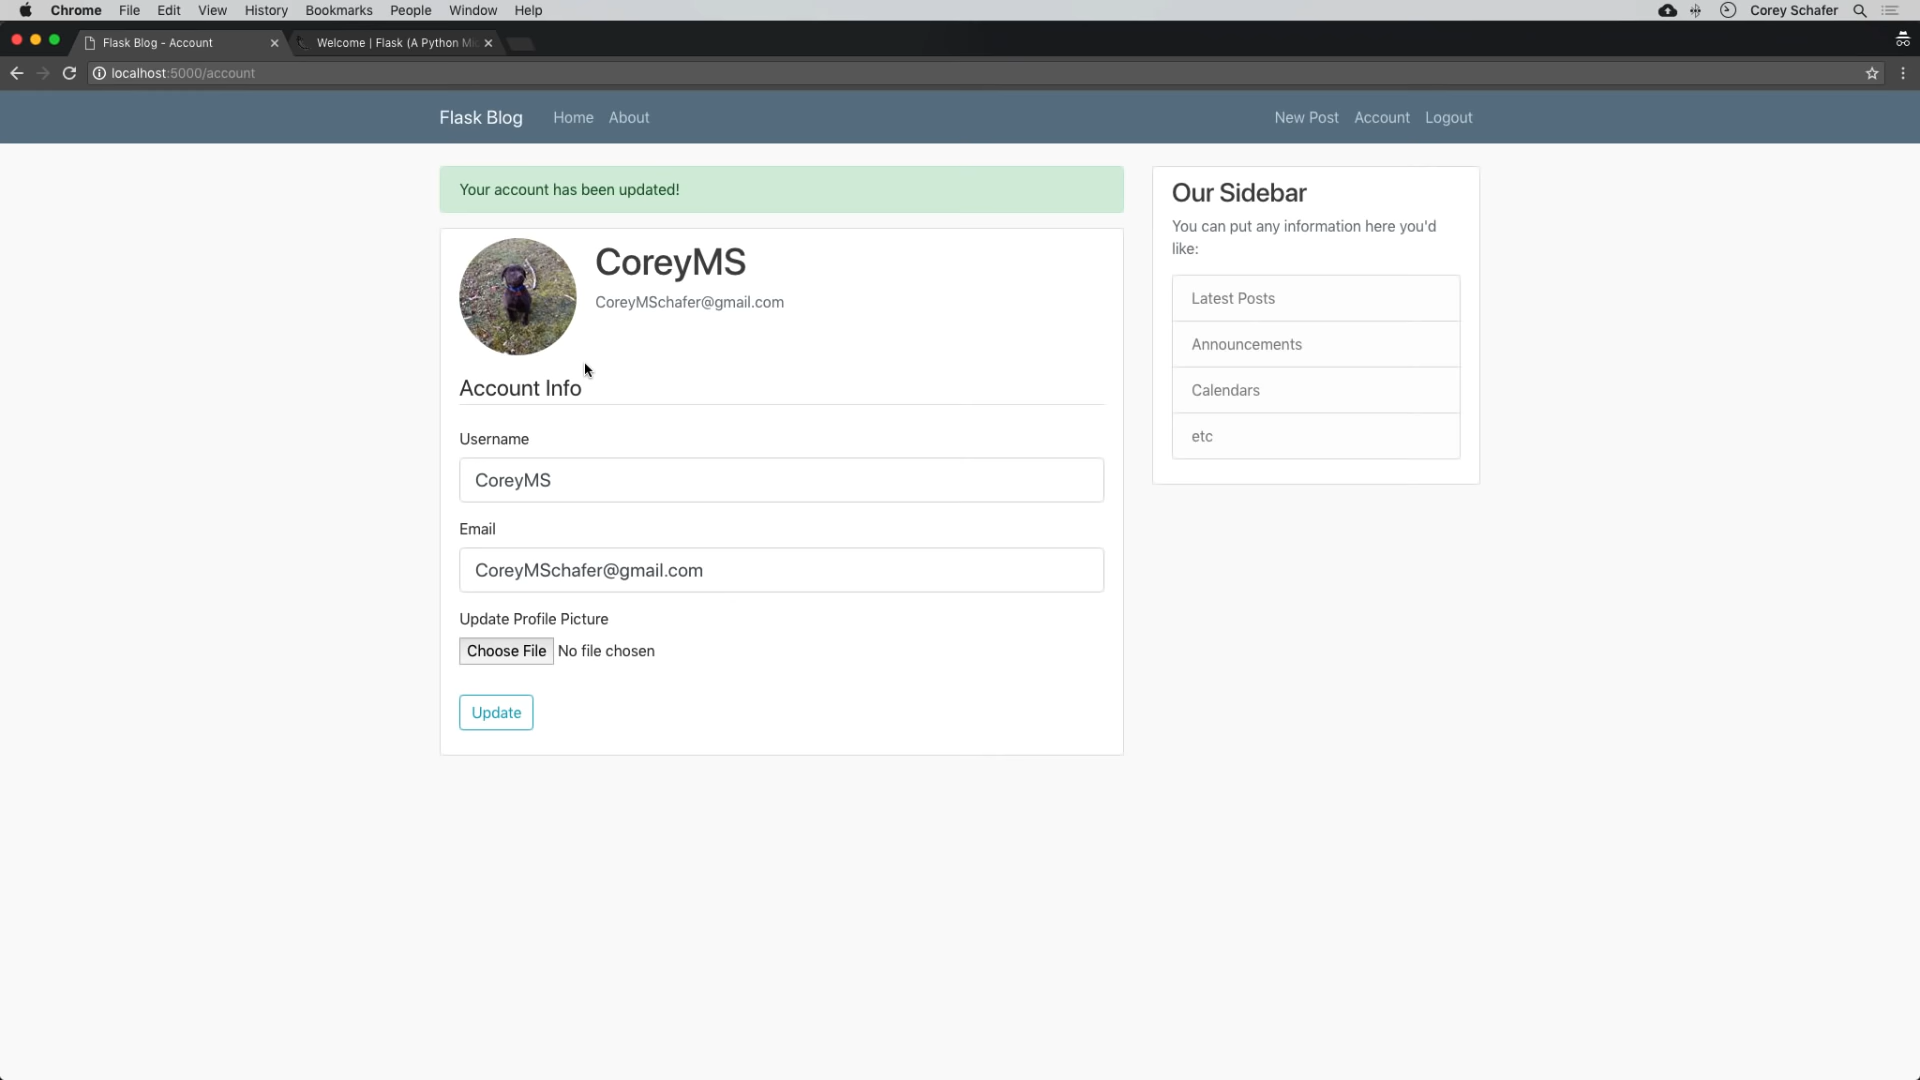 Chrome File Edit View History Bookmarks People Window Help Corey Schafer
Flask Blog - Account
Welcome | Flask (A Python Mi
localhost:5000/account
Flask Blog Home About New Post Account Logout
Your account has been updated!
CoreyMS
CoreyMSchafer@gmail.com
Account Info
Username
CoreyMS
Email
CoreyMSchafer@gmail.com
Update Profile Picture
Choose File No file chosen
Update
Our Sidebar
You can put any information here you'd
like:
Latest Posts
Announcements
Calendars
etc